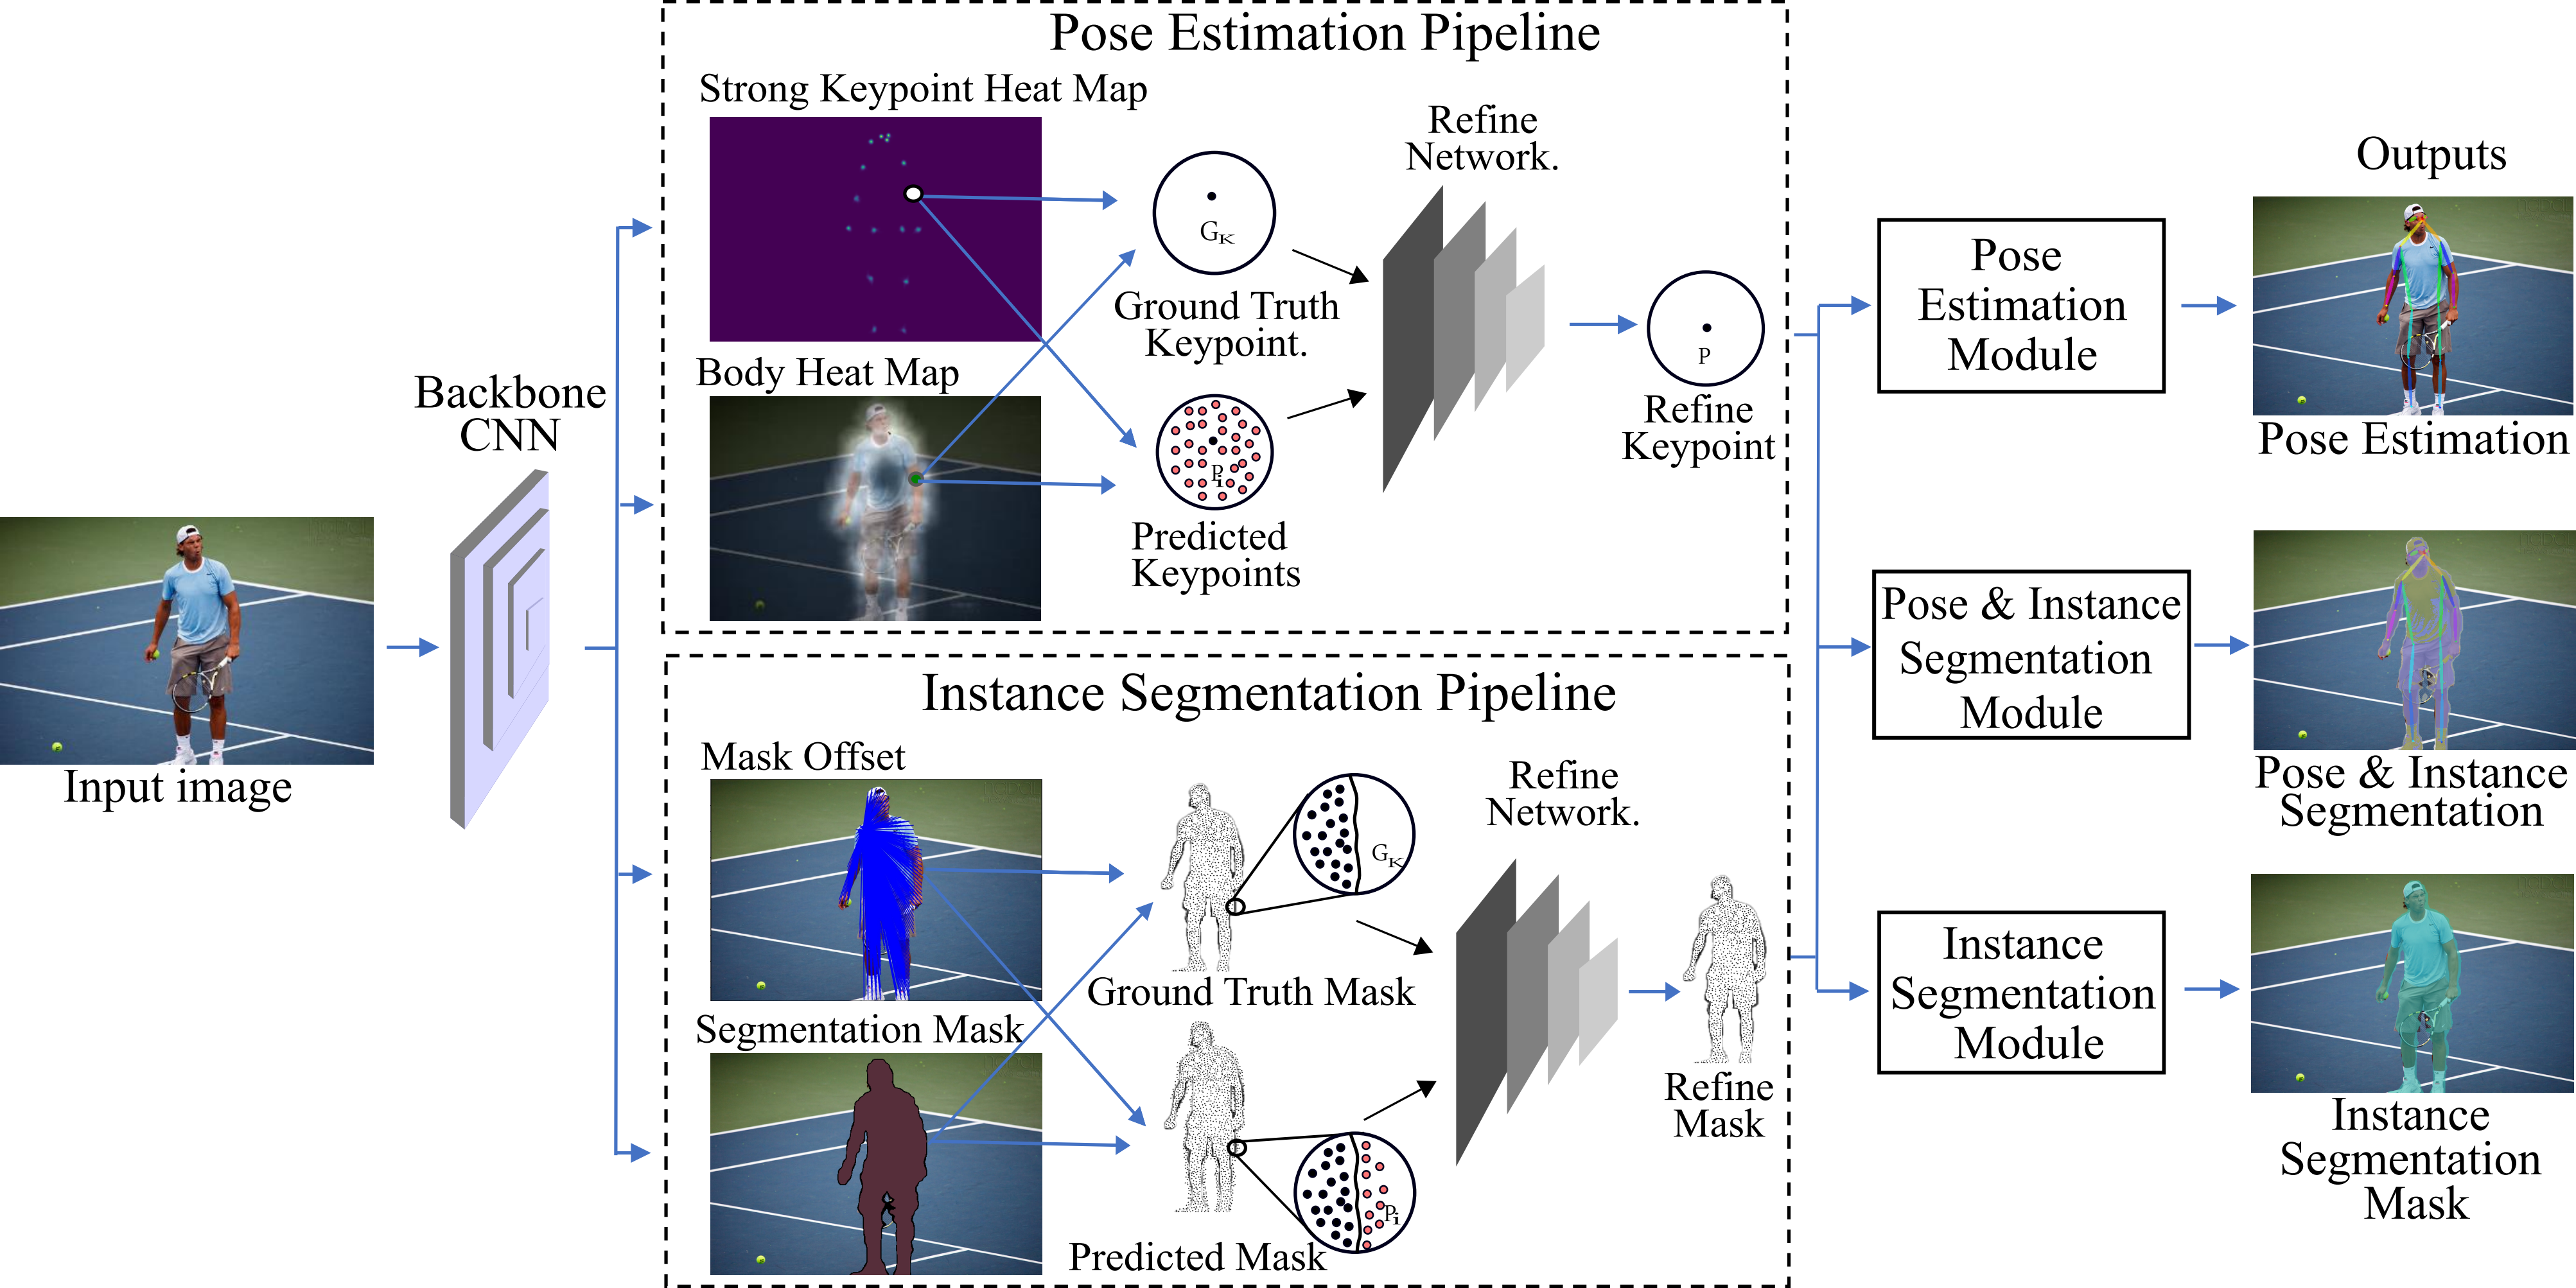 Pose Estimation Pipeline
Strong Keypoint Heat Map
Refine
Network.
G_K
Ground Truth
Keypoint.
Body Heat Map
P_i
Predicted
Keypoints
P
Refine
Keypoint
Backbone
CNN
Input image
Instance Segmentation Pipeline
Mask Offset
Refine
Network.
G_K
Ground Truth Mask
Segmentation Mask
P_i
Predicted Mask
Refine
Mask
Outputs
Pose
Estimation
Module
Pose Estimation
Pose & Instance
Segmentation
Module
Pose & Instance
Segmentation
Instance
Segmentation
Module
Instance
Segmentation
Mask